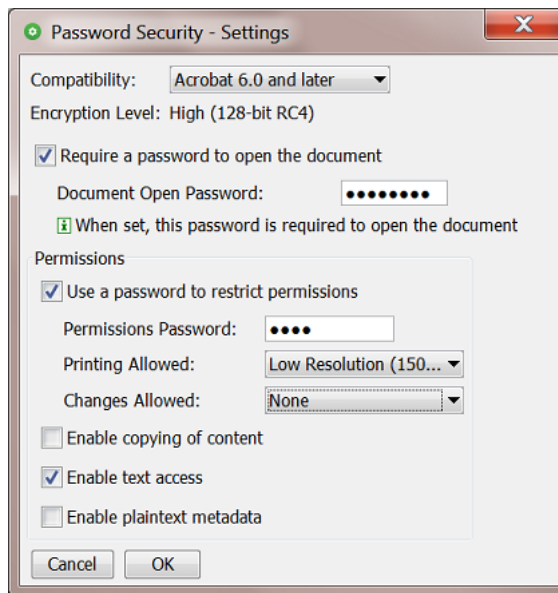 Password Security - Settings
Compatibility: Acrobat 6.0 and later
Encryption Level: High (128-bit RC4)
Require a password to open the document
Document Open Password: ●●●●●●●●
When set, this password is required to open the document
Permissions
Use a password to restrict permissions
Permissions Password: ●●●●
Printing Allowed: Low Resolution (150...
Changes Allowed: None
Enable copying of content
Enable text access
Enable plaintext metadata
Cancel OK